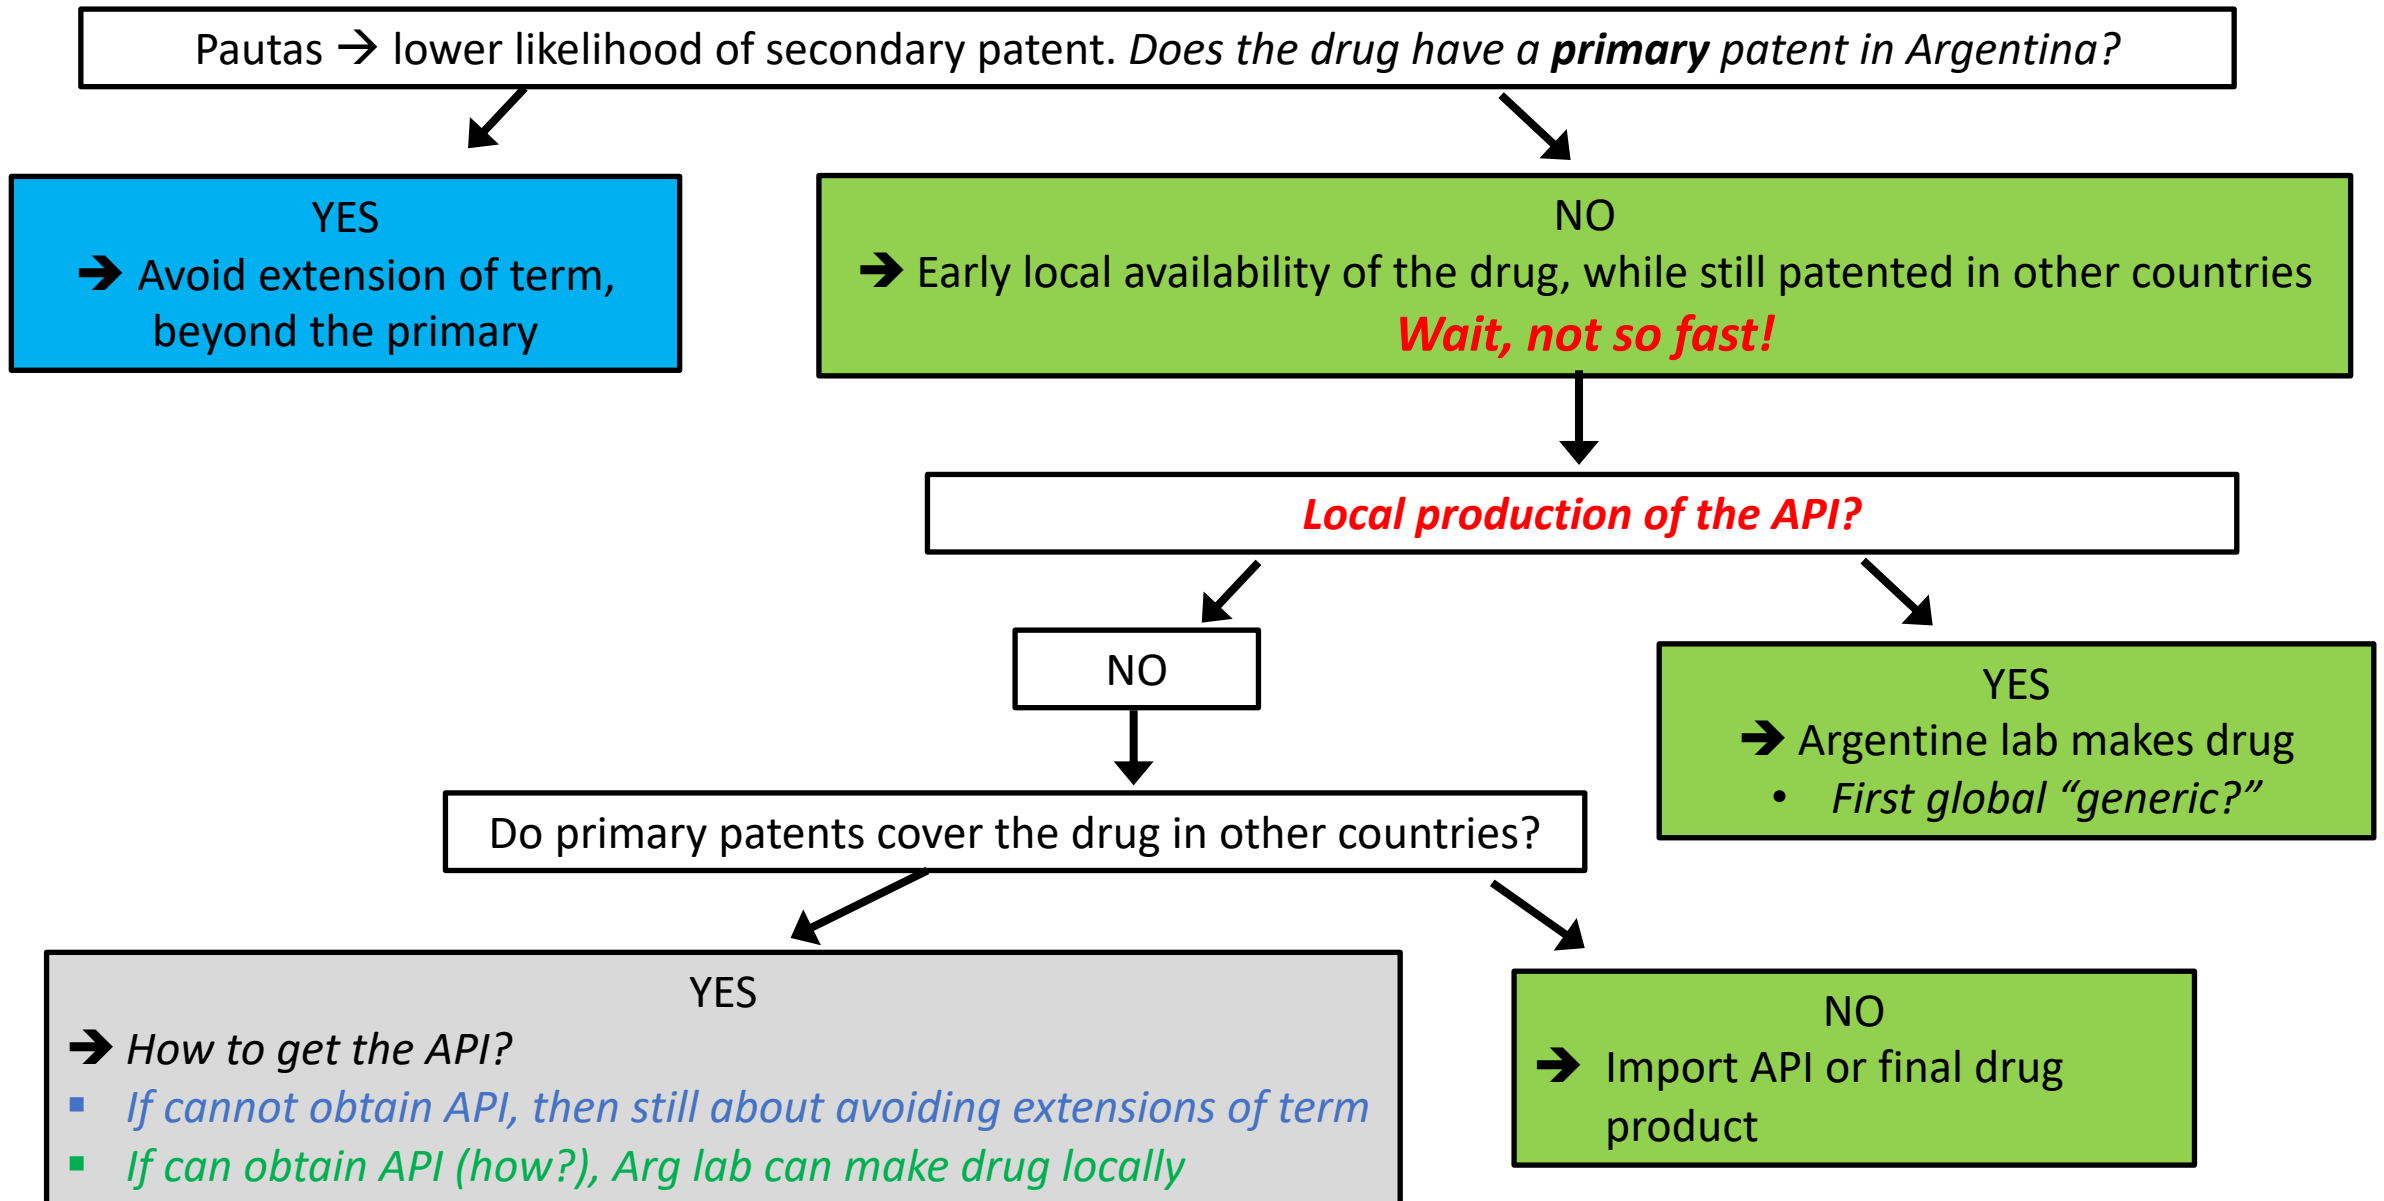 Pautas → lower likelihood of secondary patent. Does the drug have a primary patent in Argentina?
YES
➔ Avoid extension of term,
beyond the primary
NO
➔ Early local availability of the drug, while still patented in other countries
Wait, not so fast!
Local production of the API?
NO
YES
➔ Argentine lab makes drug
• First global “generic?”
Do primary patents cover the drug in other countries?
YES
➔ How to get the API?
▪ If cannot obtain API, then still about avoiding extensions of term
▪ If can obtain API (how?), Arg lab can make drug locally
NO
➔ Import API or final drug
product